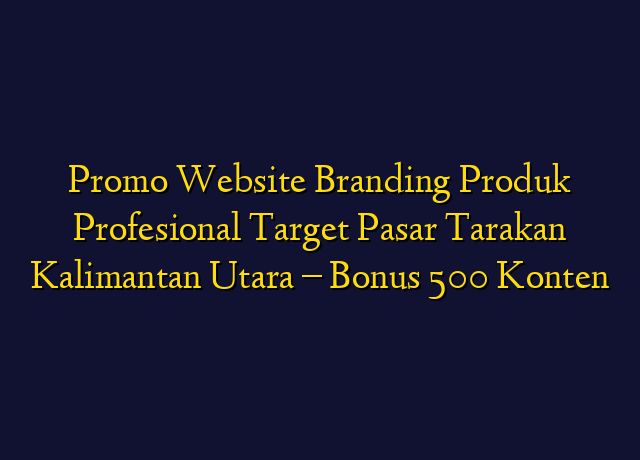 Promo Website Branding Produk
Profesional Target Pasar Tarakan
Kalimantan Utara – Bonus 500 Konten